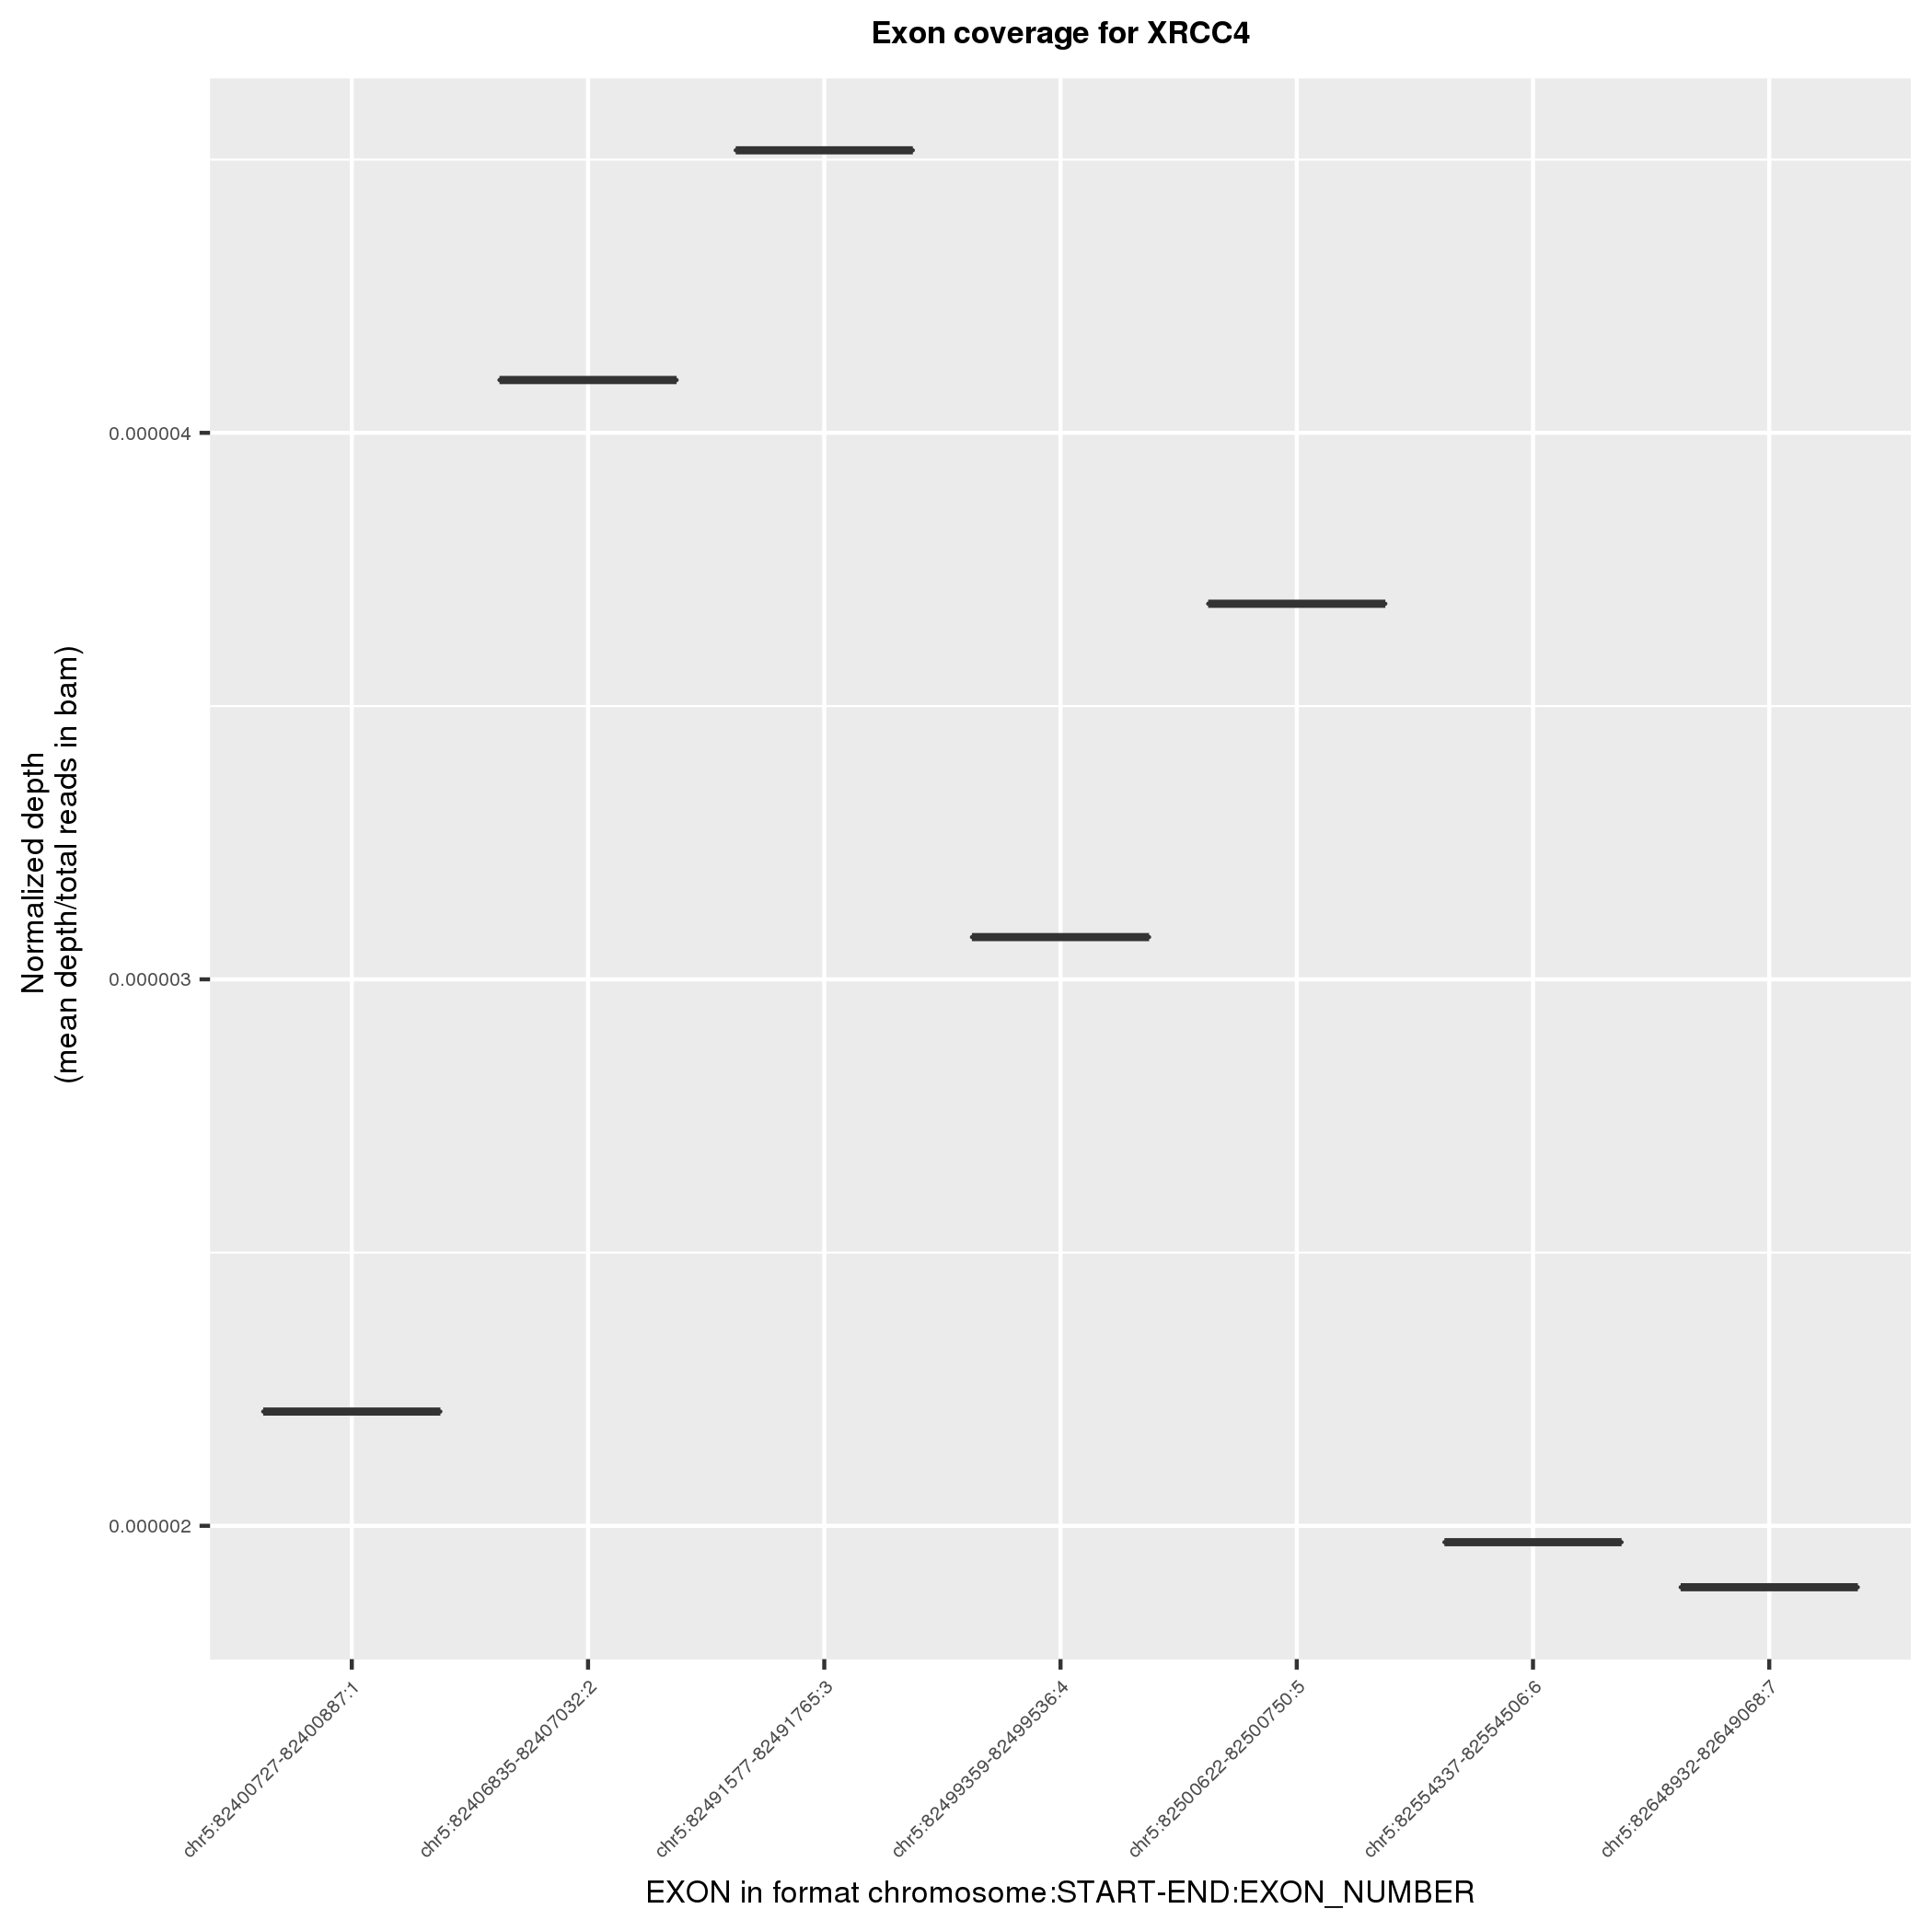 Exon coverage for XRCC4
Normalized depth
(mean depth/total reads in bam)
0.000004
0.000003
0.000002
chr5:82400727-82400887:1
chr5:82406835-82407032:2
chr5:82491577-82491765:3
chr5:82499359-82499536:4
chr5:82500622-82500750:5
chr5:82554337-82554506:6
chr5:82648932-82649068:7
EXON in format chromosome:START-END:EXON_NUMBER